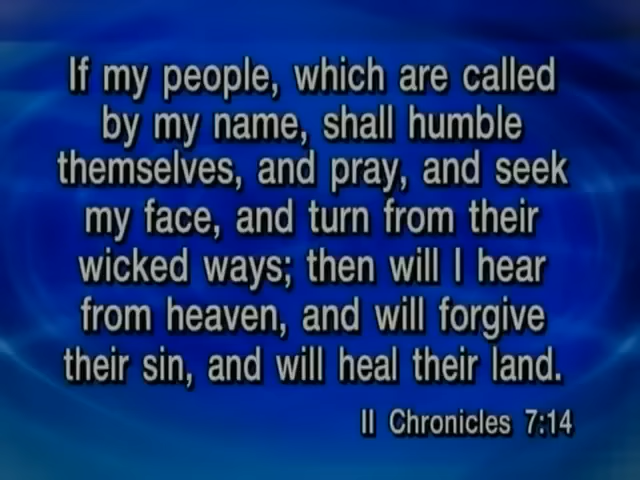 If my people, which are called
by my name, shall humble
themselves, and pray, and seek
my face, and turn from their
wicked ways; then will I hear
from heaven, and will forgive
their sin, and will heal their land.
II Chronicles 7:14